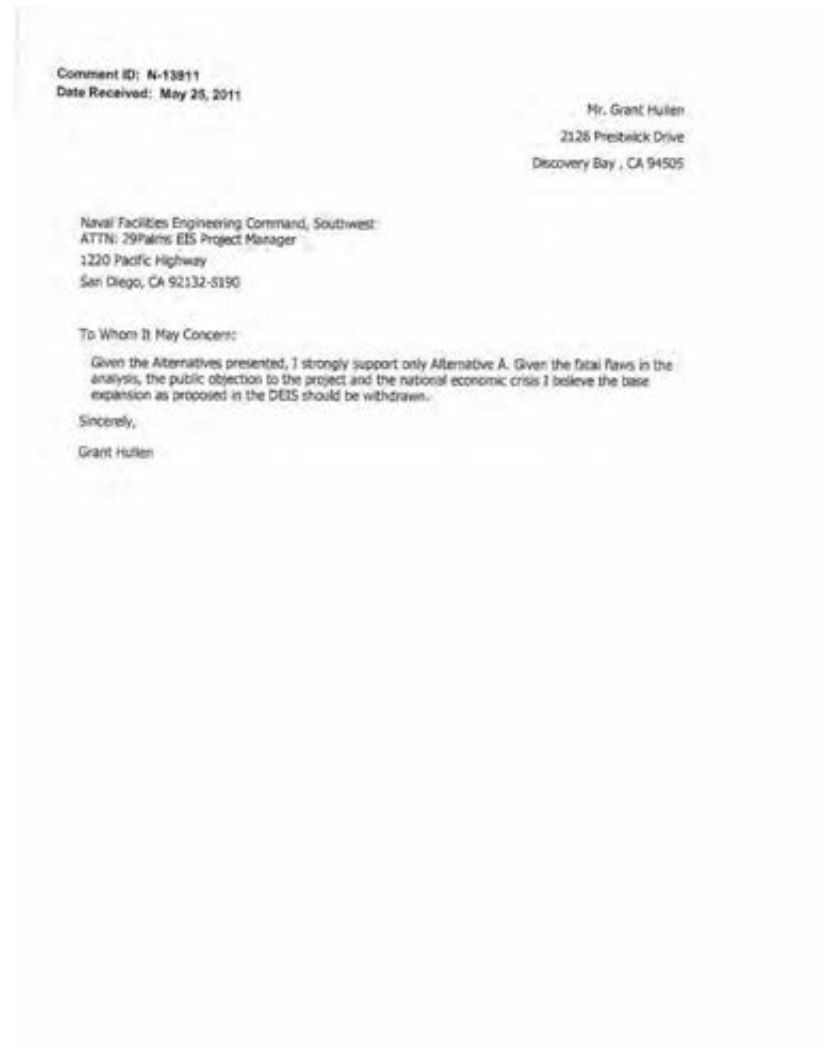 Comment ID: N-13911
Date Received: May 25, 2011
Mr. Grant Hullen
2126 Prestwick Drive
Discovery Bay , CA 94505
Naval Facilities Engineering Command, Southwest
ATTN: 29Palms EIS Project Manager
1220 Pacific Highway
San Diego, CA 92132-5190
To Whom It May Concern:
Given the Alternatives presented, I strongly support only Alternative A. Given the fatal flaws in the
analysis, the public objection to the project and the national economic crisis I believe the base
expansion as proposed in the DEIS should be withdrawn.
Sincerely,
Grant Hullen